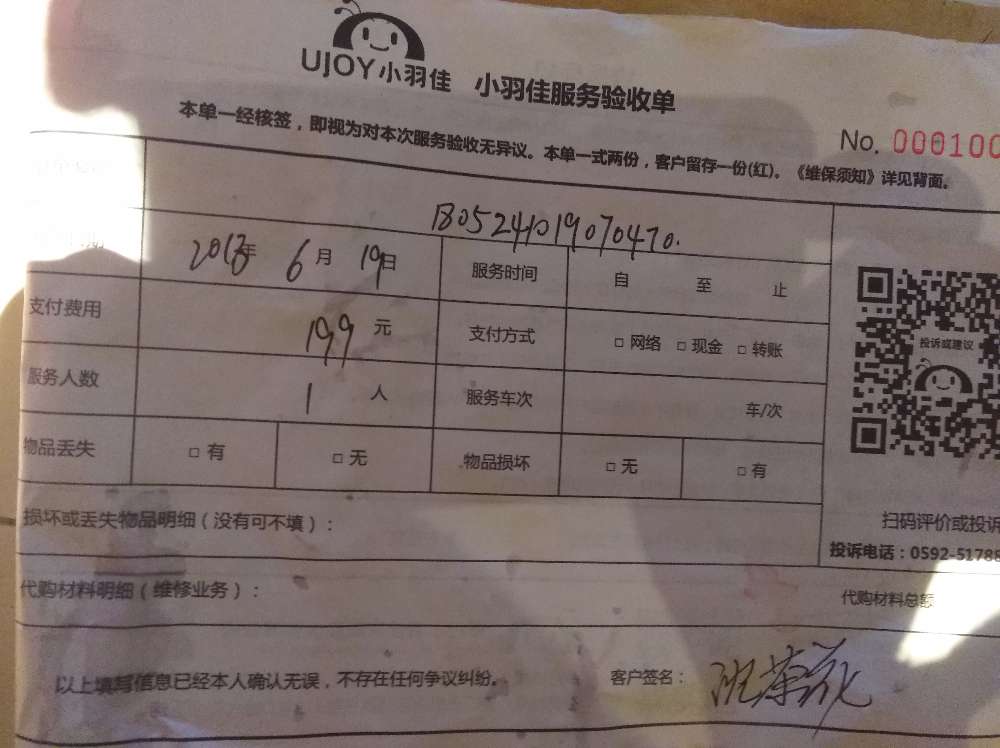 UJOY小羽佳 小羽佳服务验收单
本单一经核签，即视为对本次服务验收无异议。本单一式两份，客户留存一份(红)。《维保须知》详见背面。
No. 000100
1805241019070470.
年 6月 19日 服务时间 自 至 止
支付费用 199 元 支付方式 □ 网络 □ 现金 □ 转账
服务人数 1 人 服务车次 车/次
物品丢失 □ 有 □ 无 物品损坏 □ 无 □ 有
投诉或建议
损坏或丢失物品明细（没有可不填）：
扫码评价或投诉
投诉电话：0592-51788
代购材料明细（维修业务）：
代购材料总额
以上填写信息已经本人确认无误，不存在任何争议纠纷。 客户签名：